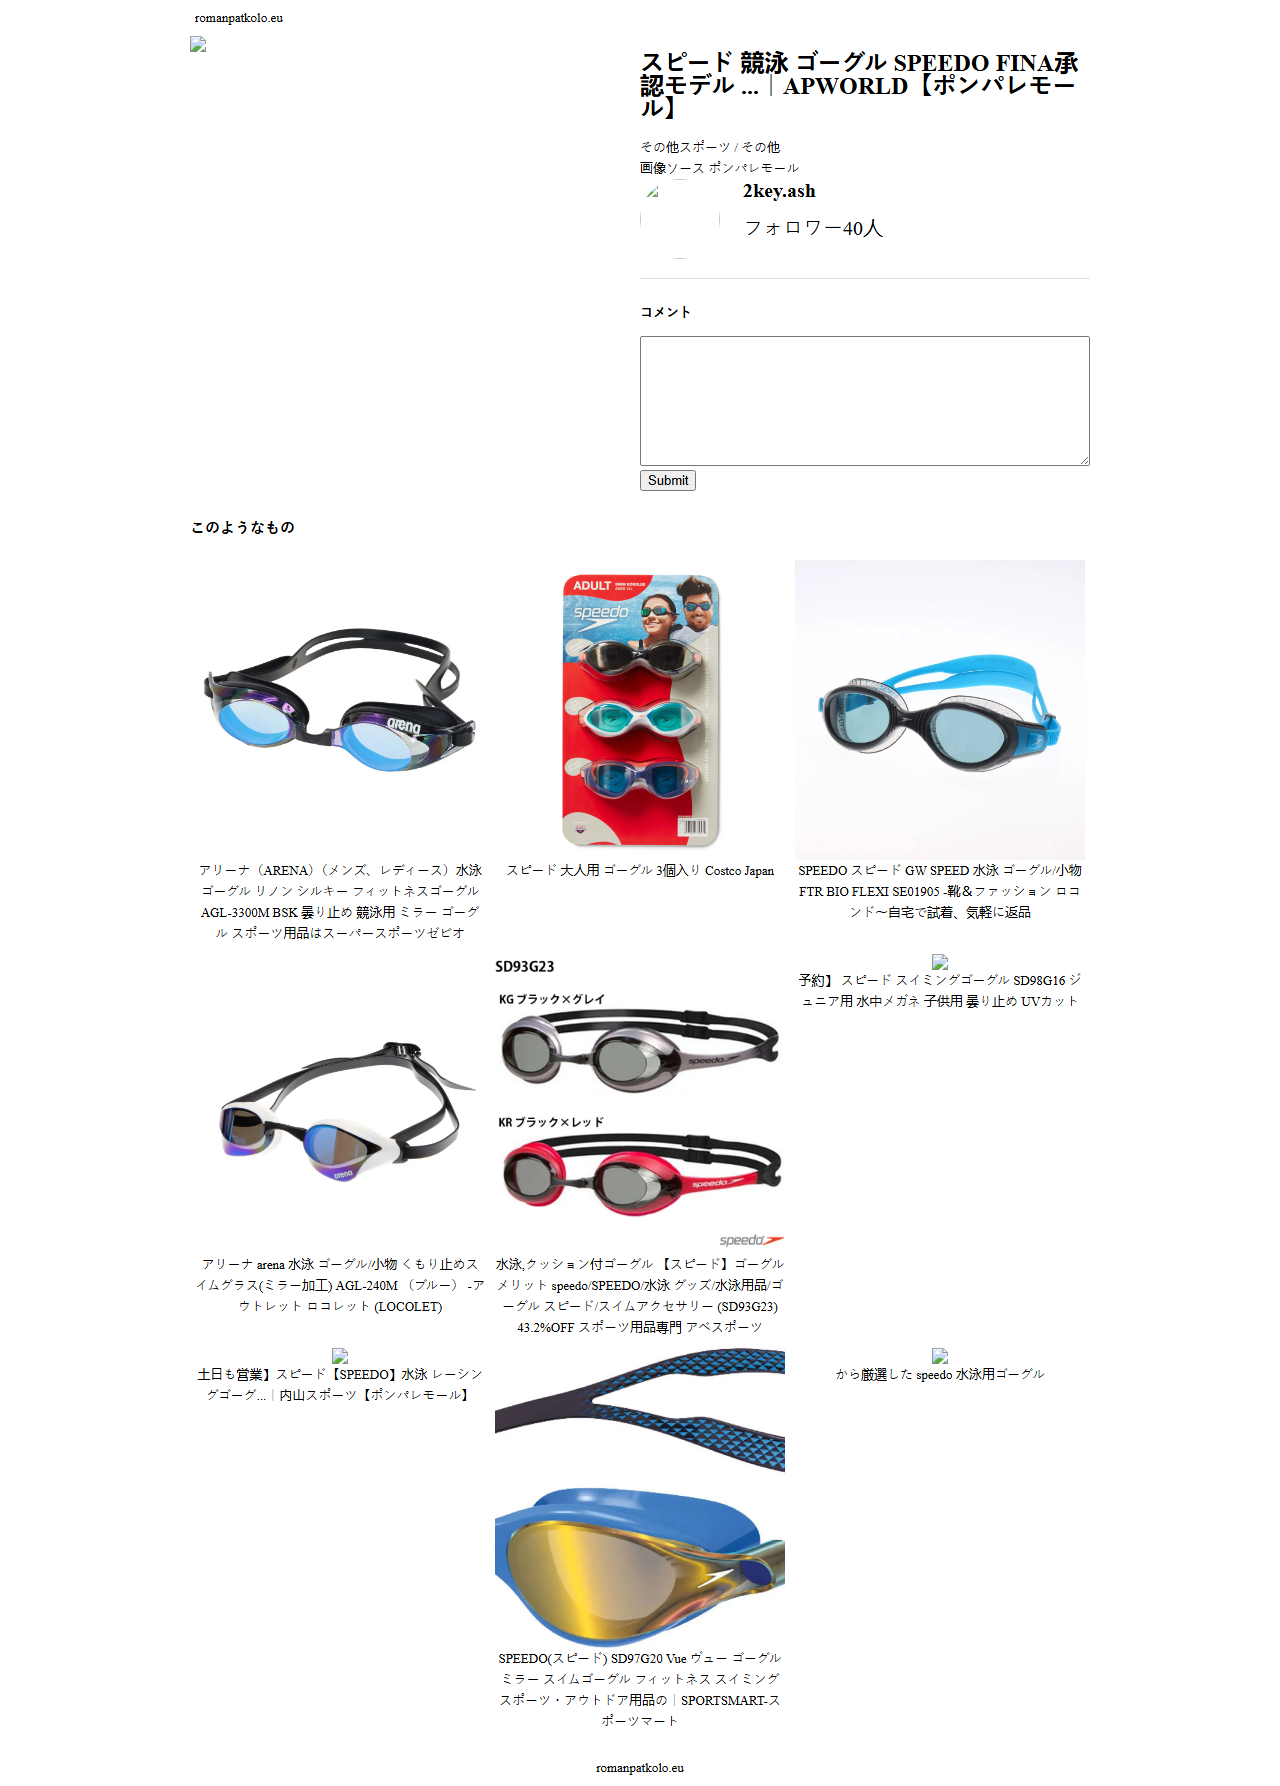 romanpatkolo.eu
スピード 競泳 ゴーグル SPEEDO FINA承
認モデル ...｜APWORLD【ポンパレモー
ル】
その他スポーツ / その他
画像ソース ポンパレモール
2key.ash
フォロワー40人
コメント
Submit
このようなもの
ADULT SWIM GOGGLES
speedo
arena
アリーナ（ARENA）（メンズ、レディース）水泳
ゴーグル リノン シルキー フィットネスゴーグル
AGL-3300M BSK 曇り止め 競泳用 ミラー ゴーグ
ル スポーツ用品はスーパースポーツゼビオ
スピード 大人用 ゴーグル 3個入り Costco Japan
SPEEDO スピード GW SPEED 水泳 ゴーグル/小物
FTR BIO FLEXI SE01905 -靴＆ファッション ロコ
ンド～自宅で試着、気軽に返品
arena
アリーナ arena 水泳 ゴーグル/小物 くもり止めス
イムグラス(ミラー加工) AGL-240M （ブルー） -ア
ウトレット ロコレット (LOCOLET)
SD93G23
KG ブラック×グレイ
speedo
KR ブラック×レッド
speedo
speedo
水泳,クッション付ゴーグル 【スピード】ゴーグル
メリット speedo/SPEEDO/水泳 グッズ/水泳用品/ゴ
ーグル スピード/スイムアクセサリー (SD93G23)
43.2%OFF スポーツ用品専門 アベスポーツ
予約】 スピード スイミングゴーグル SD98G16 ジ
ュニア用 水中メガネ 子供用 曇り止め UVカット
土日も営業】スピード【SPEEDO】水泳 レーシン
グゴーグ...｜内山スポーツ【ポンパレモール】
SPEEDO(スピード) SD97G20 Vue ヴュー ゴーグル
ミラー スイムゴーグル フィットネス スイミング
スポーツ・アウトドア用品の｜SPORTSMART-ス
ポーツマート
から厳選した speedo 水泳用ゴーグル
romanpatkolo.eu